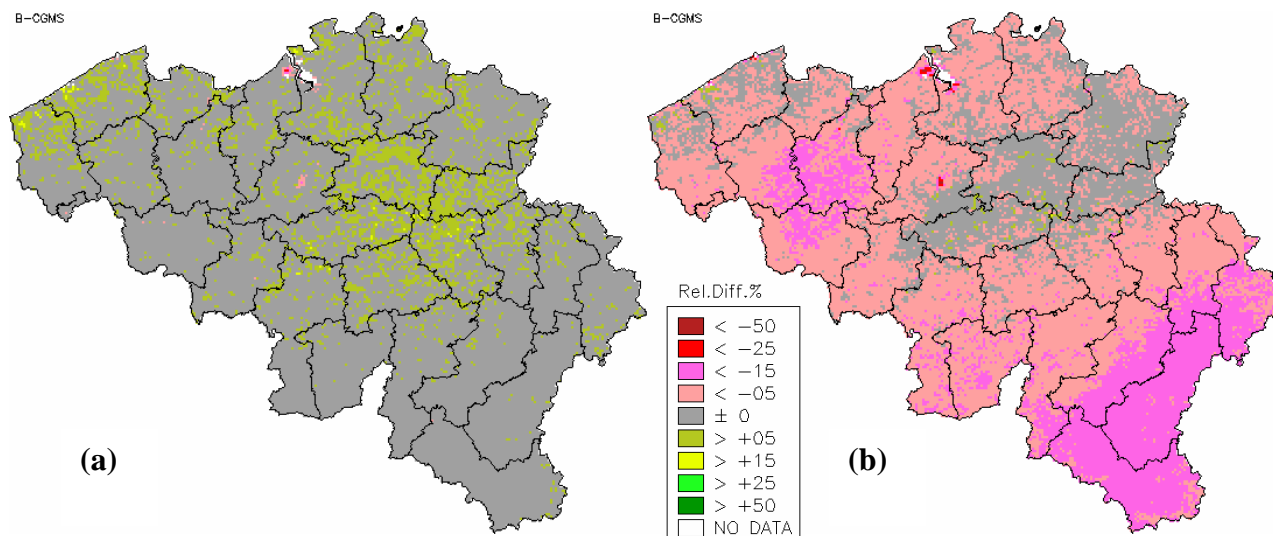 B-CGMS
B-CGMS
Rel.Diff.%
< -50
< -25
< -15
< -05
± 0
> +05
> +15
> +25
> +50
NO DATA
(a)
(b)